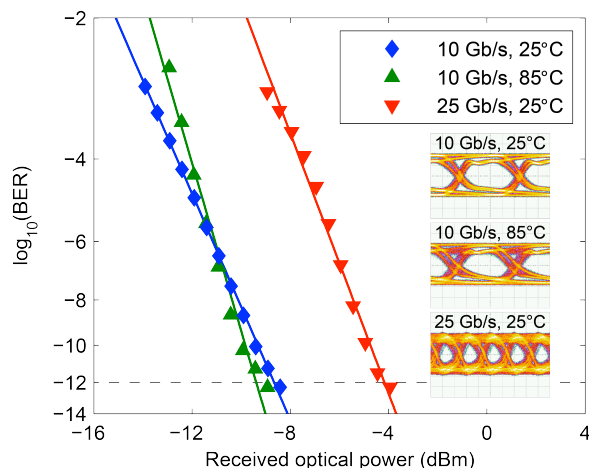 −2
−4
−6
−8
−10
−12
−14
log10(BER)
10 Gb/s, 25°C
10 Gb/s, 85°C
25 Gb/s, 25°C
10 Gb/s, 25°C
10 Gb/s, 85°C
25 Gb/s, 25°C
−16 −12 −8 −4 0 4
Received optical power (dBm)